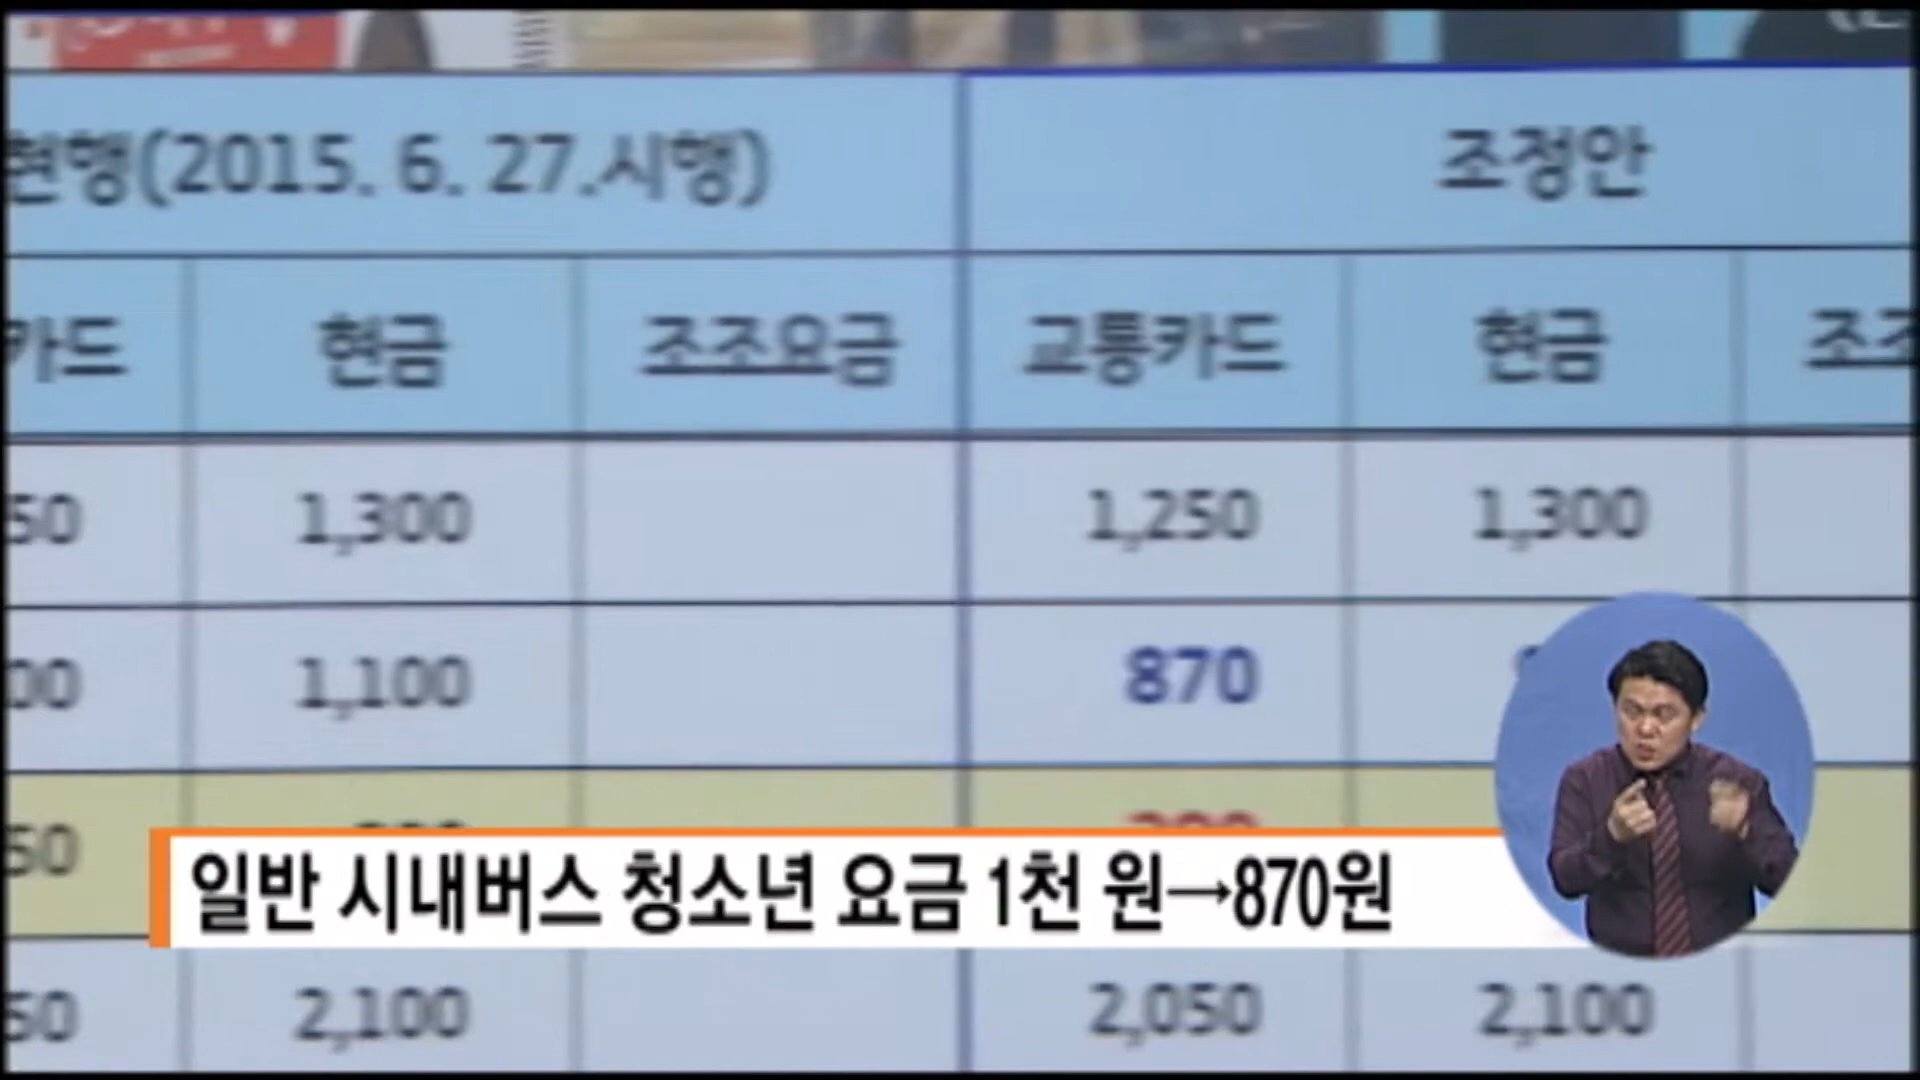 현행(2015. 6. 27.시행) 조정안
카드 현금 조조요금 교통카드 현금 조조
50 1,300 1,250 1,300
00 1,100 870
50
일반 시내버스 청소년 요금 1천 원→870원
50 2,100 2,050 2,100